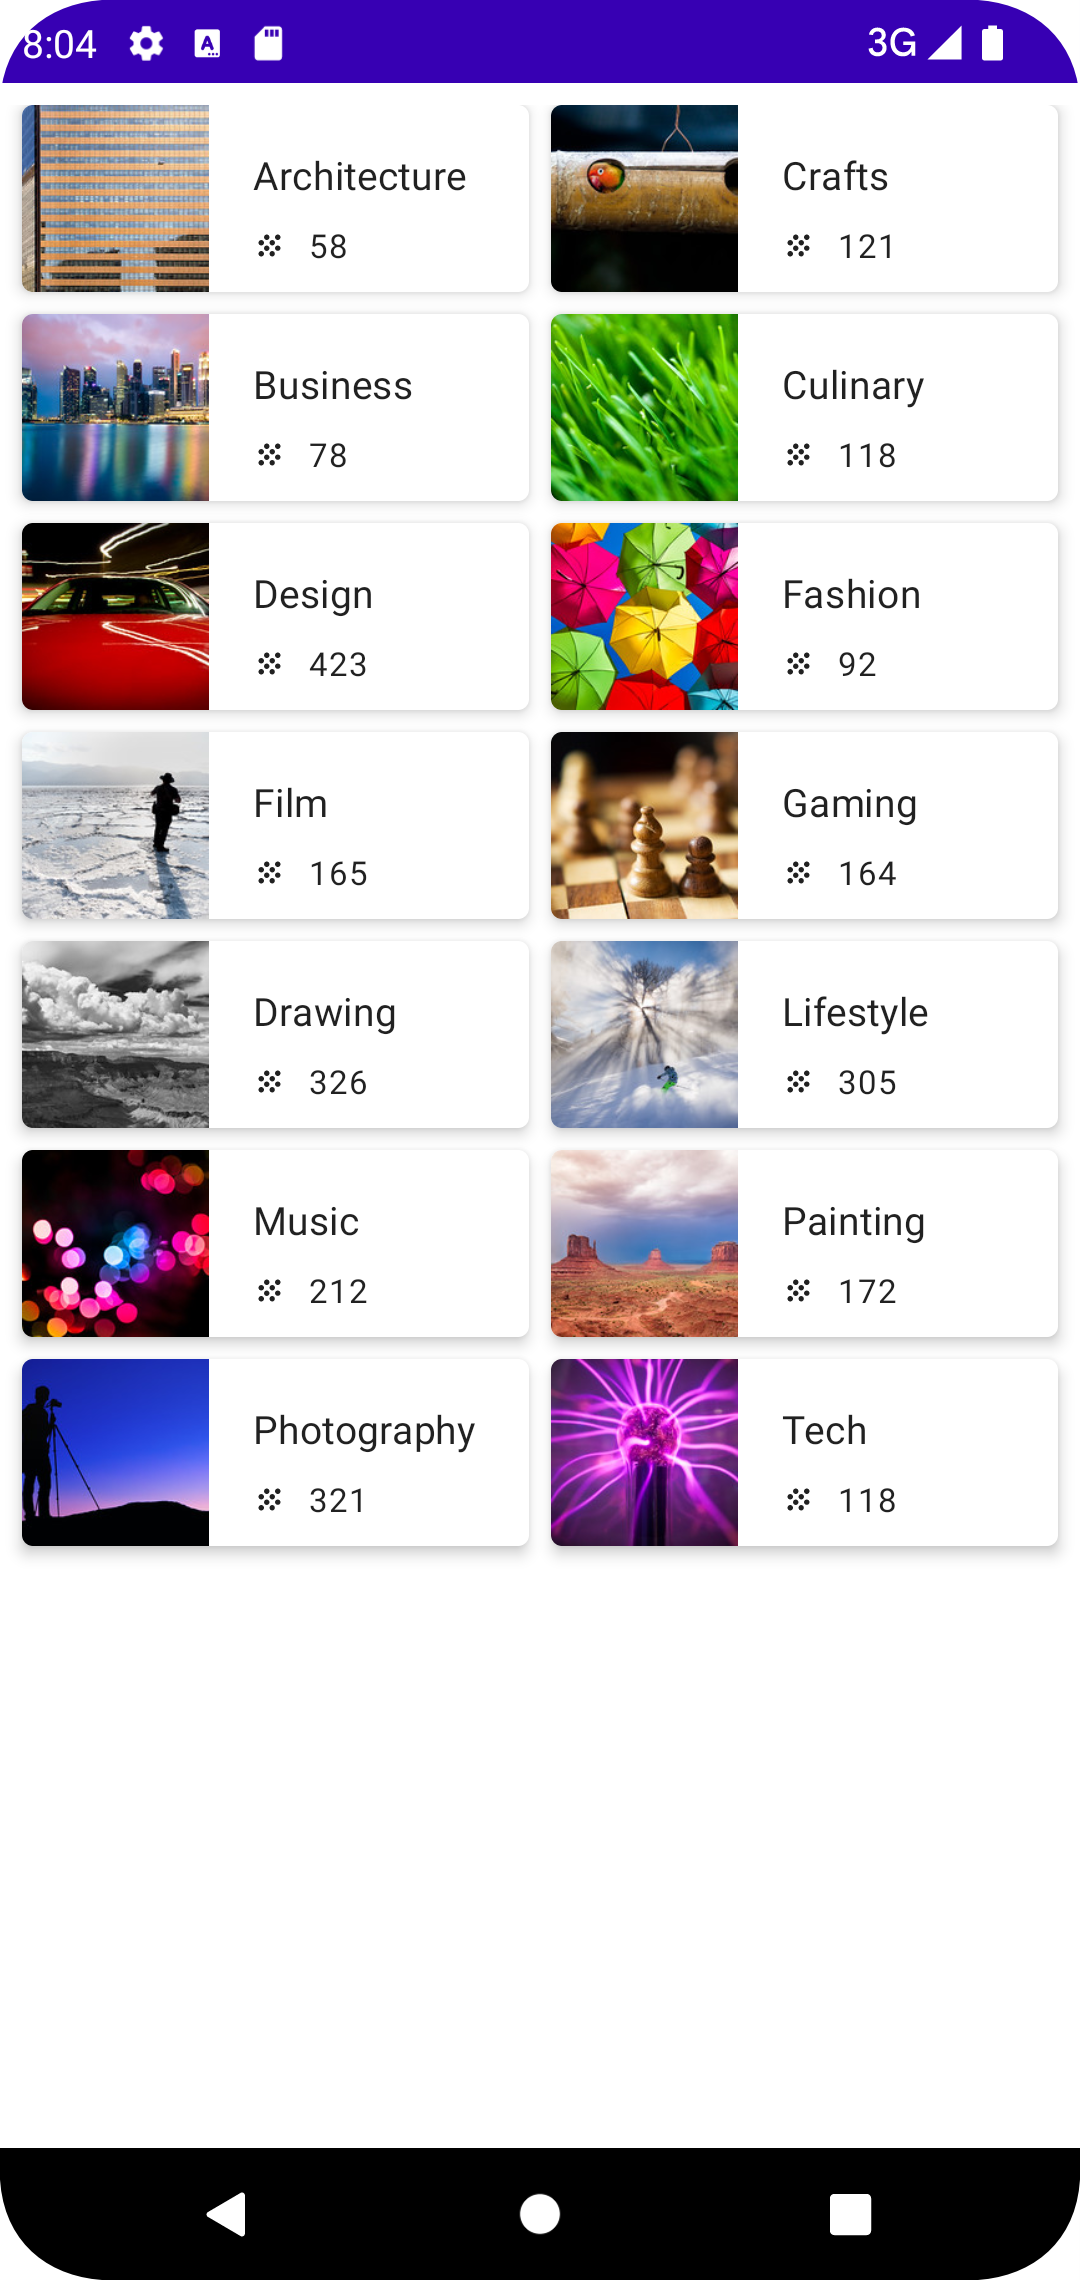 8:04
3G
Architecture
58
Crafts
121
Business
78
Culinary
118
Design
423
Fashion
92
Film
165
Gaming
164
Drawing
326
Lifestyle
305
Music
212
Painting
172
Photography
321
Tech
118